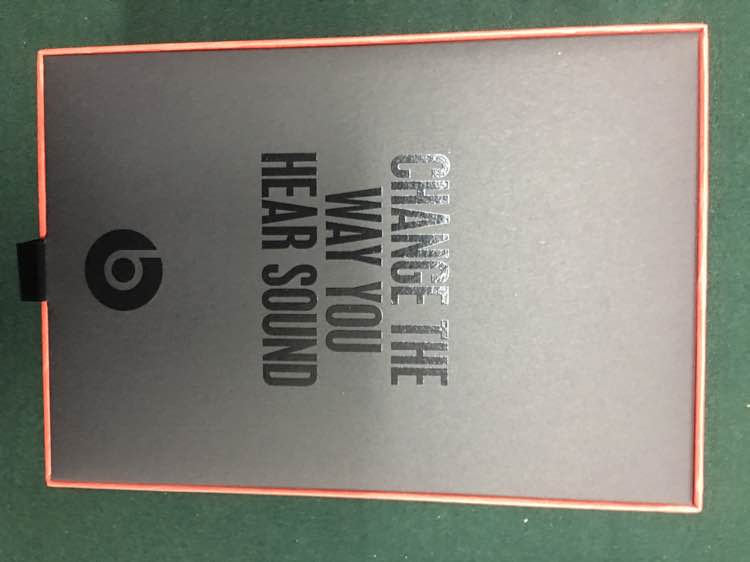 CHANGE THE
WAY YOU
HEAR SOUND
b